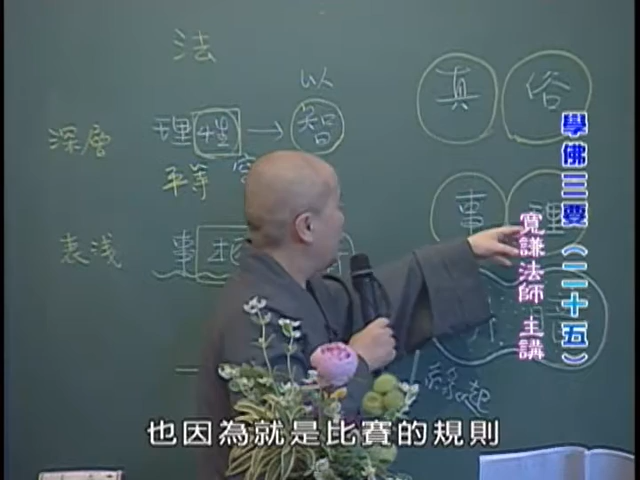 法
以
真 俗
深層 理性 → 智
平等
事 理
表淺 事
緣起
學佛三要（二十五）
寬謙法師 主講
也因為就是比賽的規則